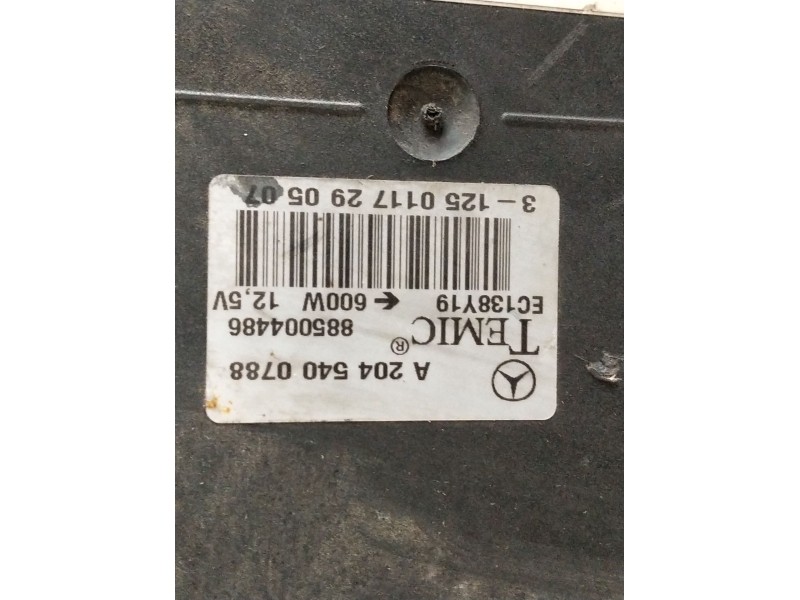 A 204 540 0788
TEMIC® 885004486
EC138Y19 ← 600W 12,5V
3-125 0117 29 05 07